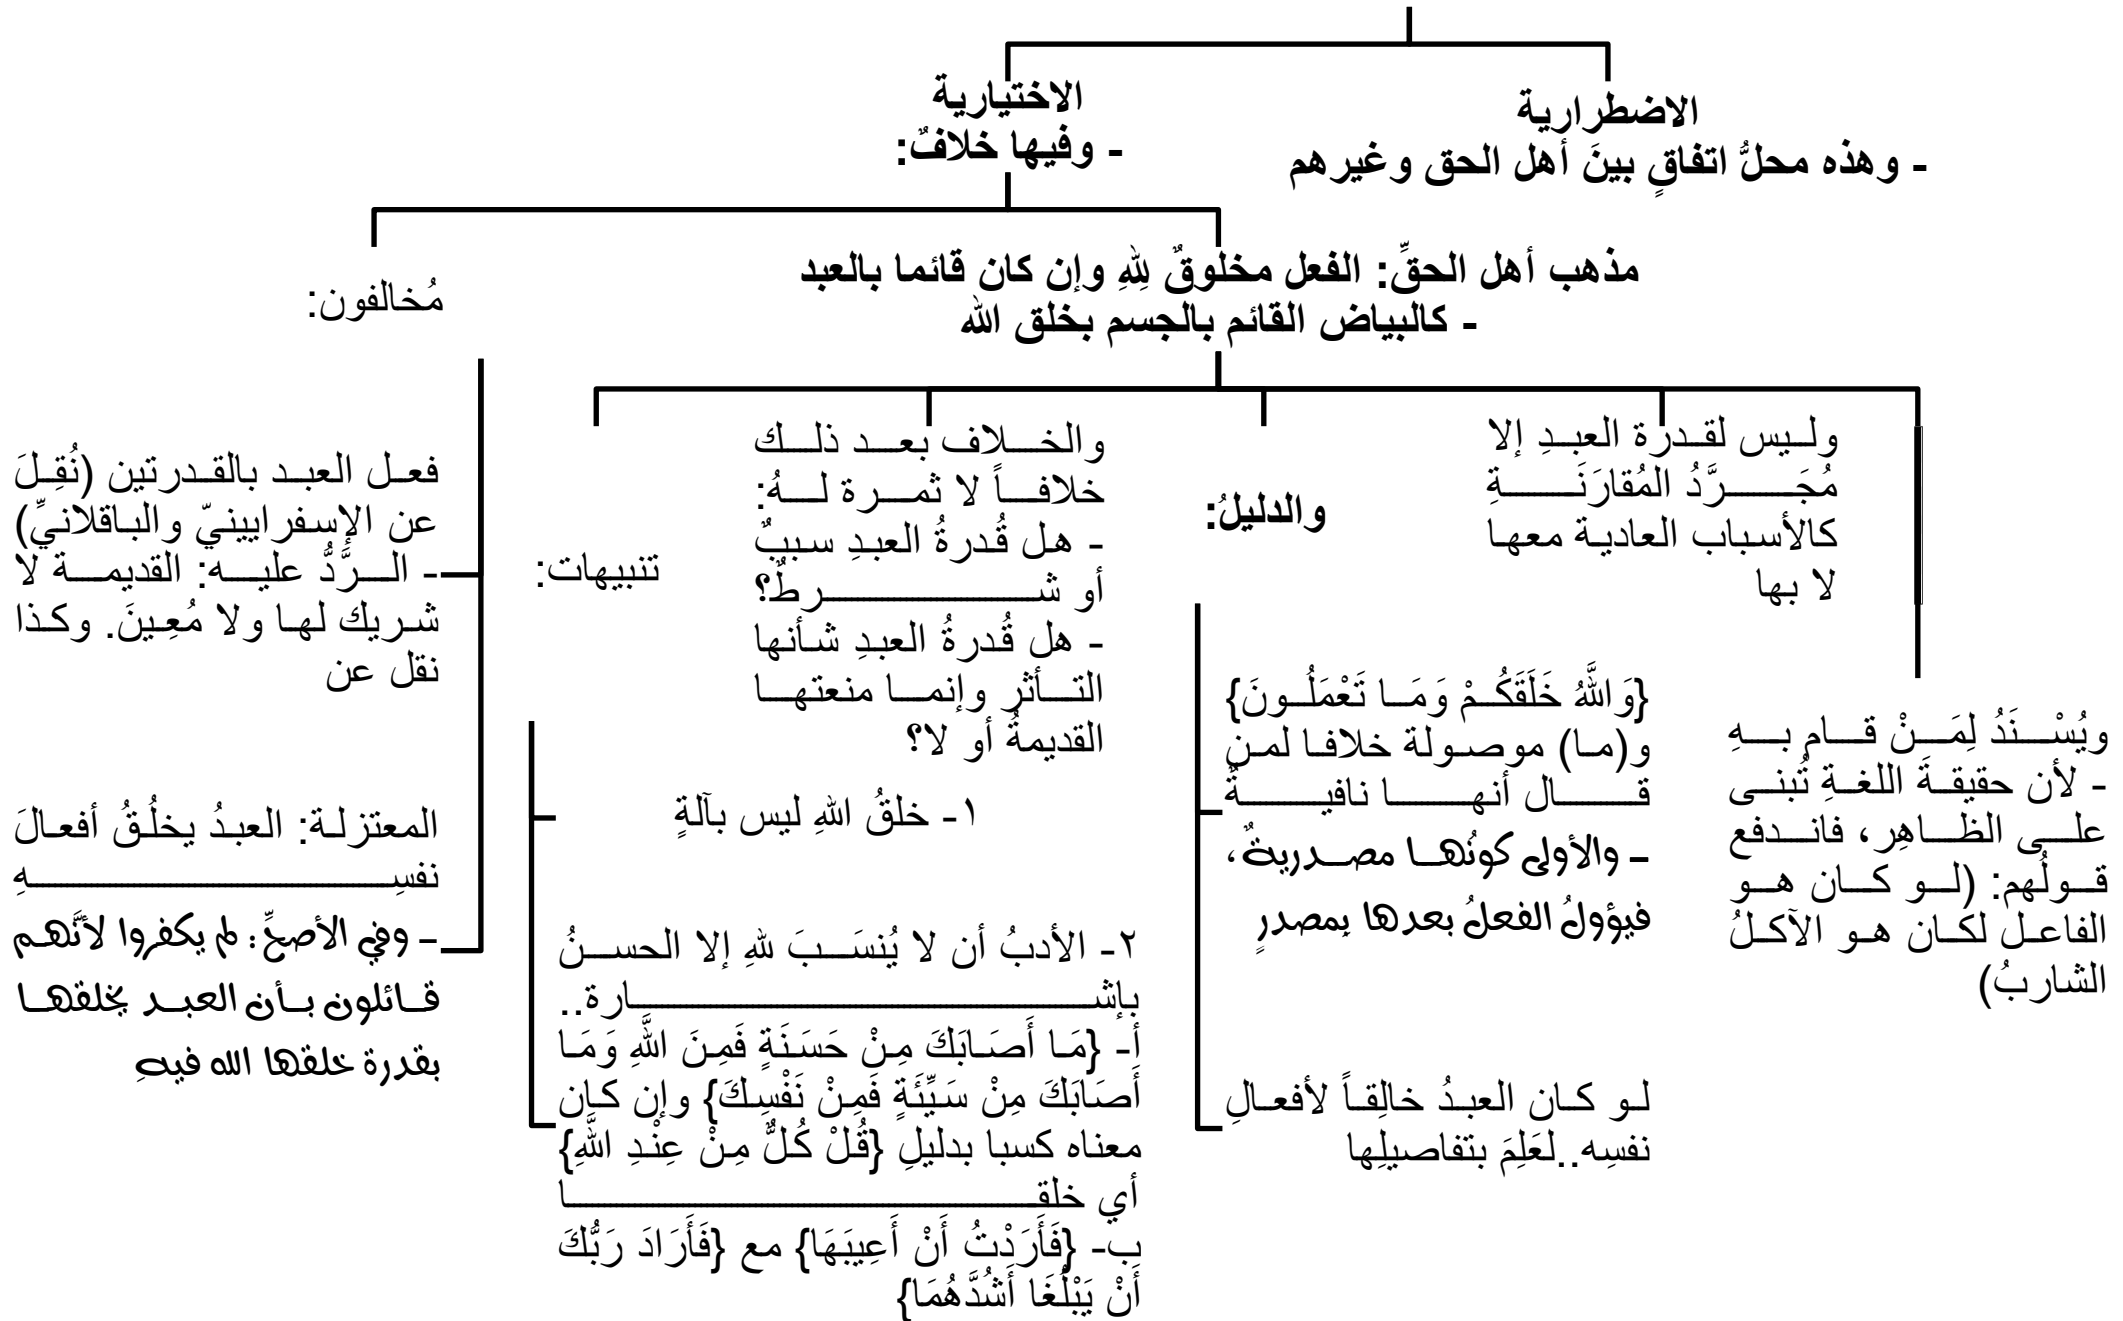 الاضطرارية
- وهذه محلُّ اتفاقٍ بينَ أهل الحق وغيرهم
الاختيارية
- وفيها خلافٌ:
مذهب أهل الحقِّ: الفعل مخلوقٌ لِلهِ وإن كان قائما بالعبد
- كالبياض القائم بالجسم بخلق الله
ويُسْنَدُ لِمَنْ قام بهِ
- لأن حقيقةَ اللغةِ تُبنى
على الظاهِر، فاندفع
قولُهم: (لو كان هو
الفاعل لكان هو الآكلُ
الشاربُ)
وليس لقدرة العبدِ إلا
مُجَرَّدُ المُقارَنَةِ
كالأسباب العادية معها
لا بها
والدليلُ:
{وَاللَّهُ خَلَقَكُمْ وَمَا تَعْمَلُونَ}
و(ما) موصولة خلافا لمن
قال أنها نافيةٌ
- والأولى كونُها مصدريةٌ،
فيؤولُ الفعلُ بعدها بمصدرٍ
لو كان العبدُ خالِقاً لأفعالِ
نفسِه..لعَلِمَ بتفاصيلِها
والخلاف بعد ذلك
خلافاً لا ثمرة لهُ:
- هل قُدرةُ العبدِ سببٌ
أو شرطٌ؟
- هل قُدرةُ العبدِ شأنها
التأثر وإنما منعتها
القديمةُ أو لا؟
تنبيهات:
١- خلقُ اللهِ ليس بآلةٍ
٢- الأدبُ أن لا يُنسَبَ للهِ إلا الحسنُ
بإشارة..
أ- {مَا أَصَابَكَ مِنْ حَسَنَةٍ فَمِنَ اللَّهِ وَمَا
أَصَابَكَ مِنْ سَيِّئَةٍ فَمِنْ نَفْسِكَ} وإن كان
معناه كسبا بدليلِ {قُلْ كُلٌّ مِنْ عِنْدِ اللَّهِ}
أي خلقا
ب- {فَأَرَدْتُ أَنْ أَعِيبَهَا} مع {فَأَرَادَ رَبُّكَ
أَنْ يَبْلُغَا أَشُدَّهُمَا}
مُخالفون:
فعل العبد بالقدرتين (نُقِلَ
عن الإسفرايينيّ والباقلانيِّ)
- الرَّدُّ عليه: القديمة لا
شريك لها ولا مُعِينَ. وكذا
نقل عن
المعتزلة: العبدُ يخلُقُ أفعالَ
نفسِهِ
- وفي الأصحِّ: لم يكفروا لأنَّهم
قائلون بأن العبد يخلقها
بقدرة خلقها الله فيهِ